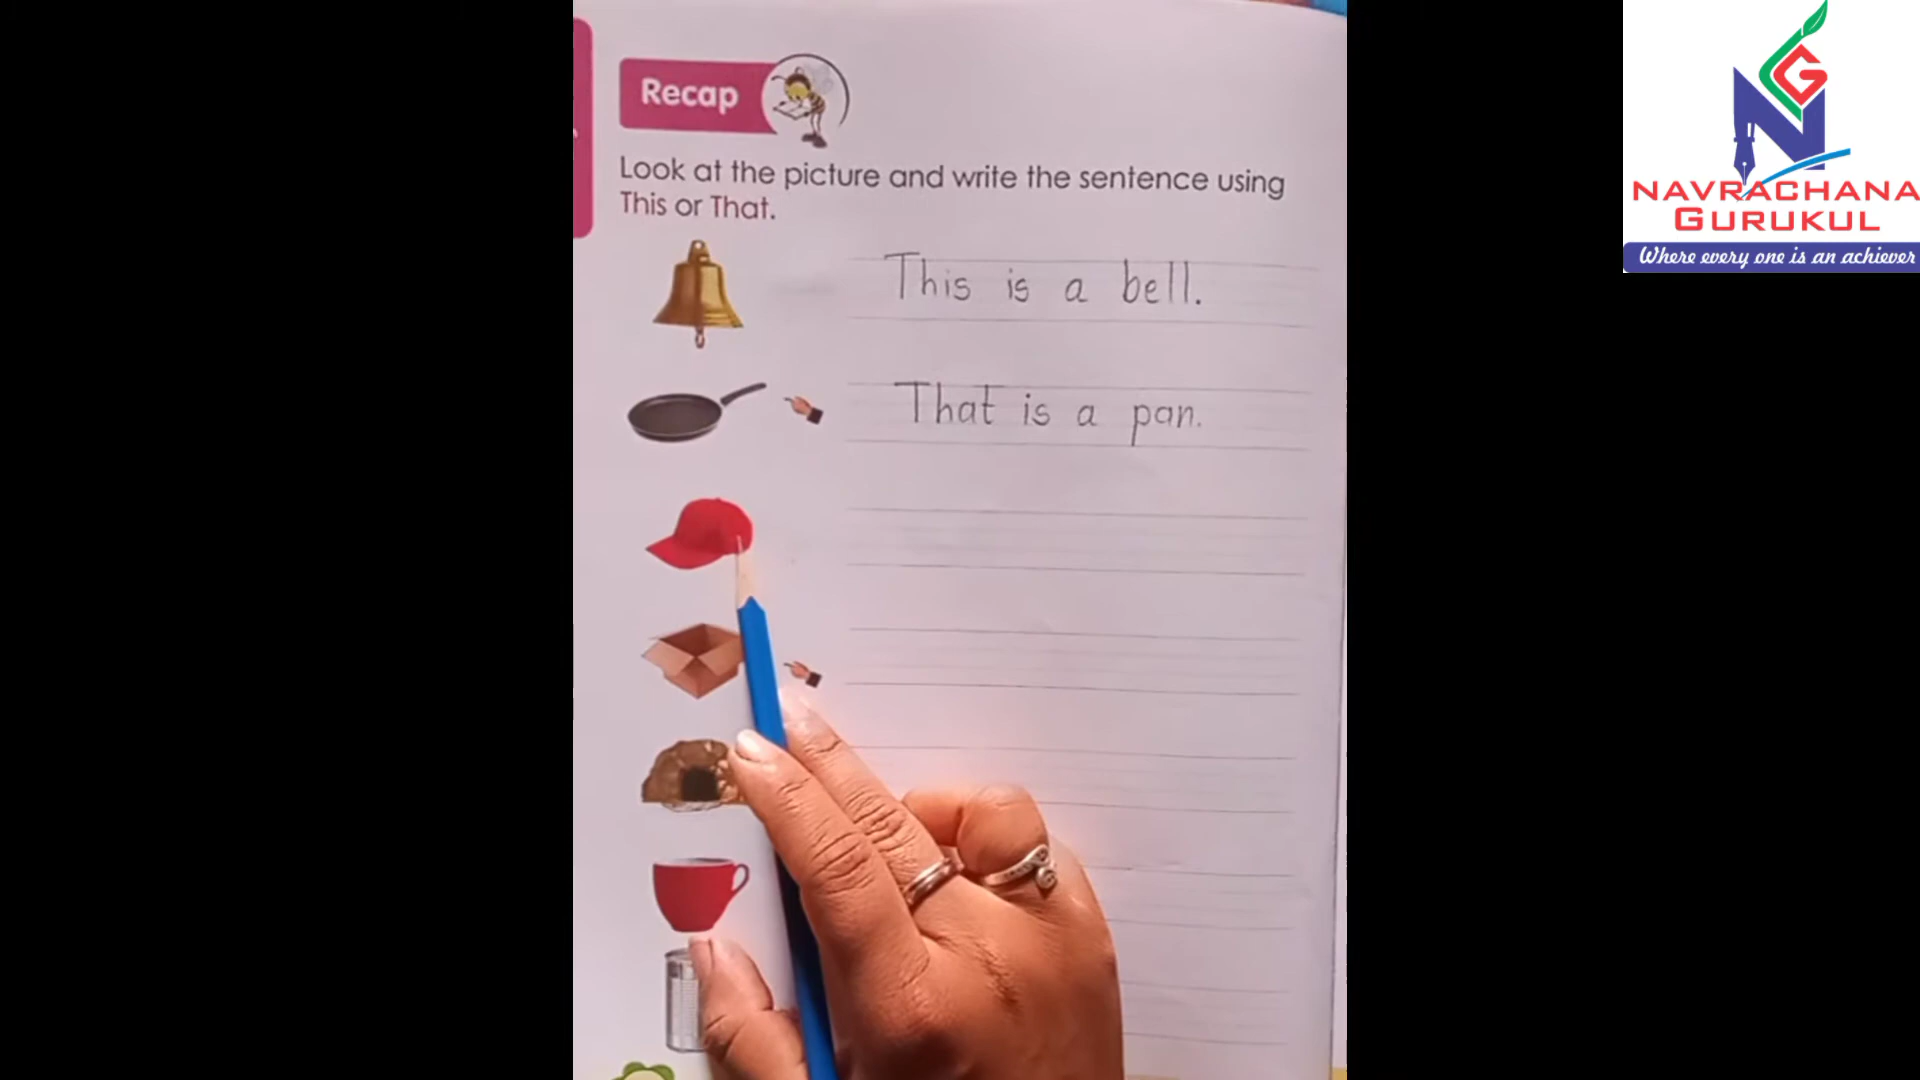 Recap
Look at the picture and write the sentence using
This or That.
This is a bell.
That is a pan.
NG
NAVRACHANA
GURUKUL
Where every one is an achiever